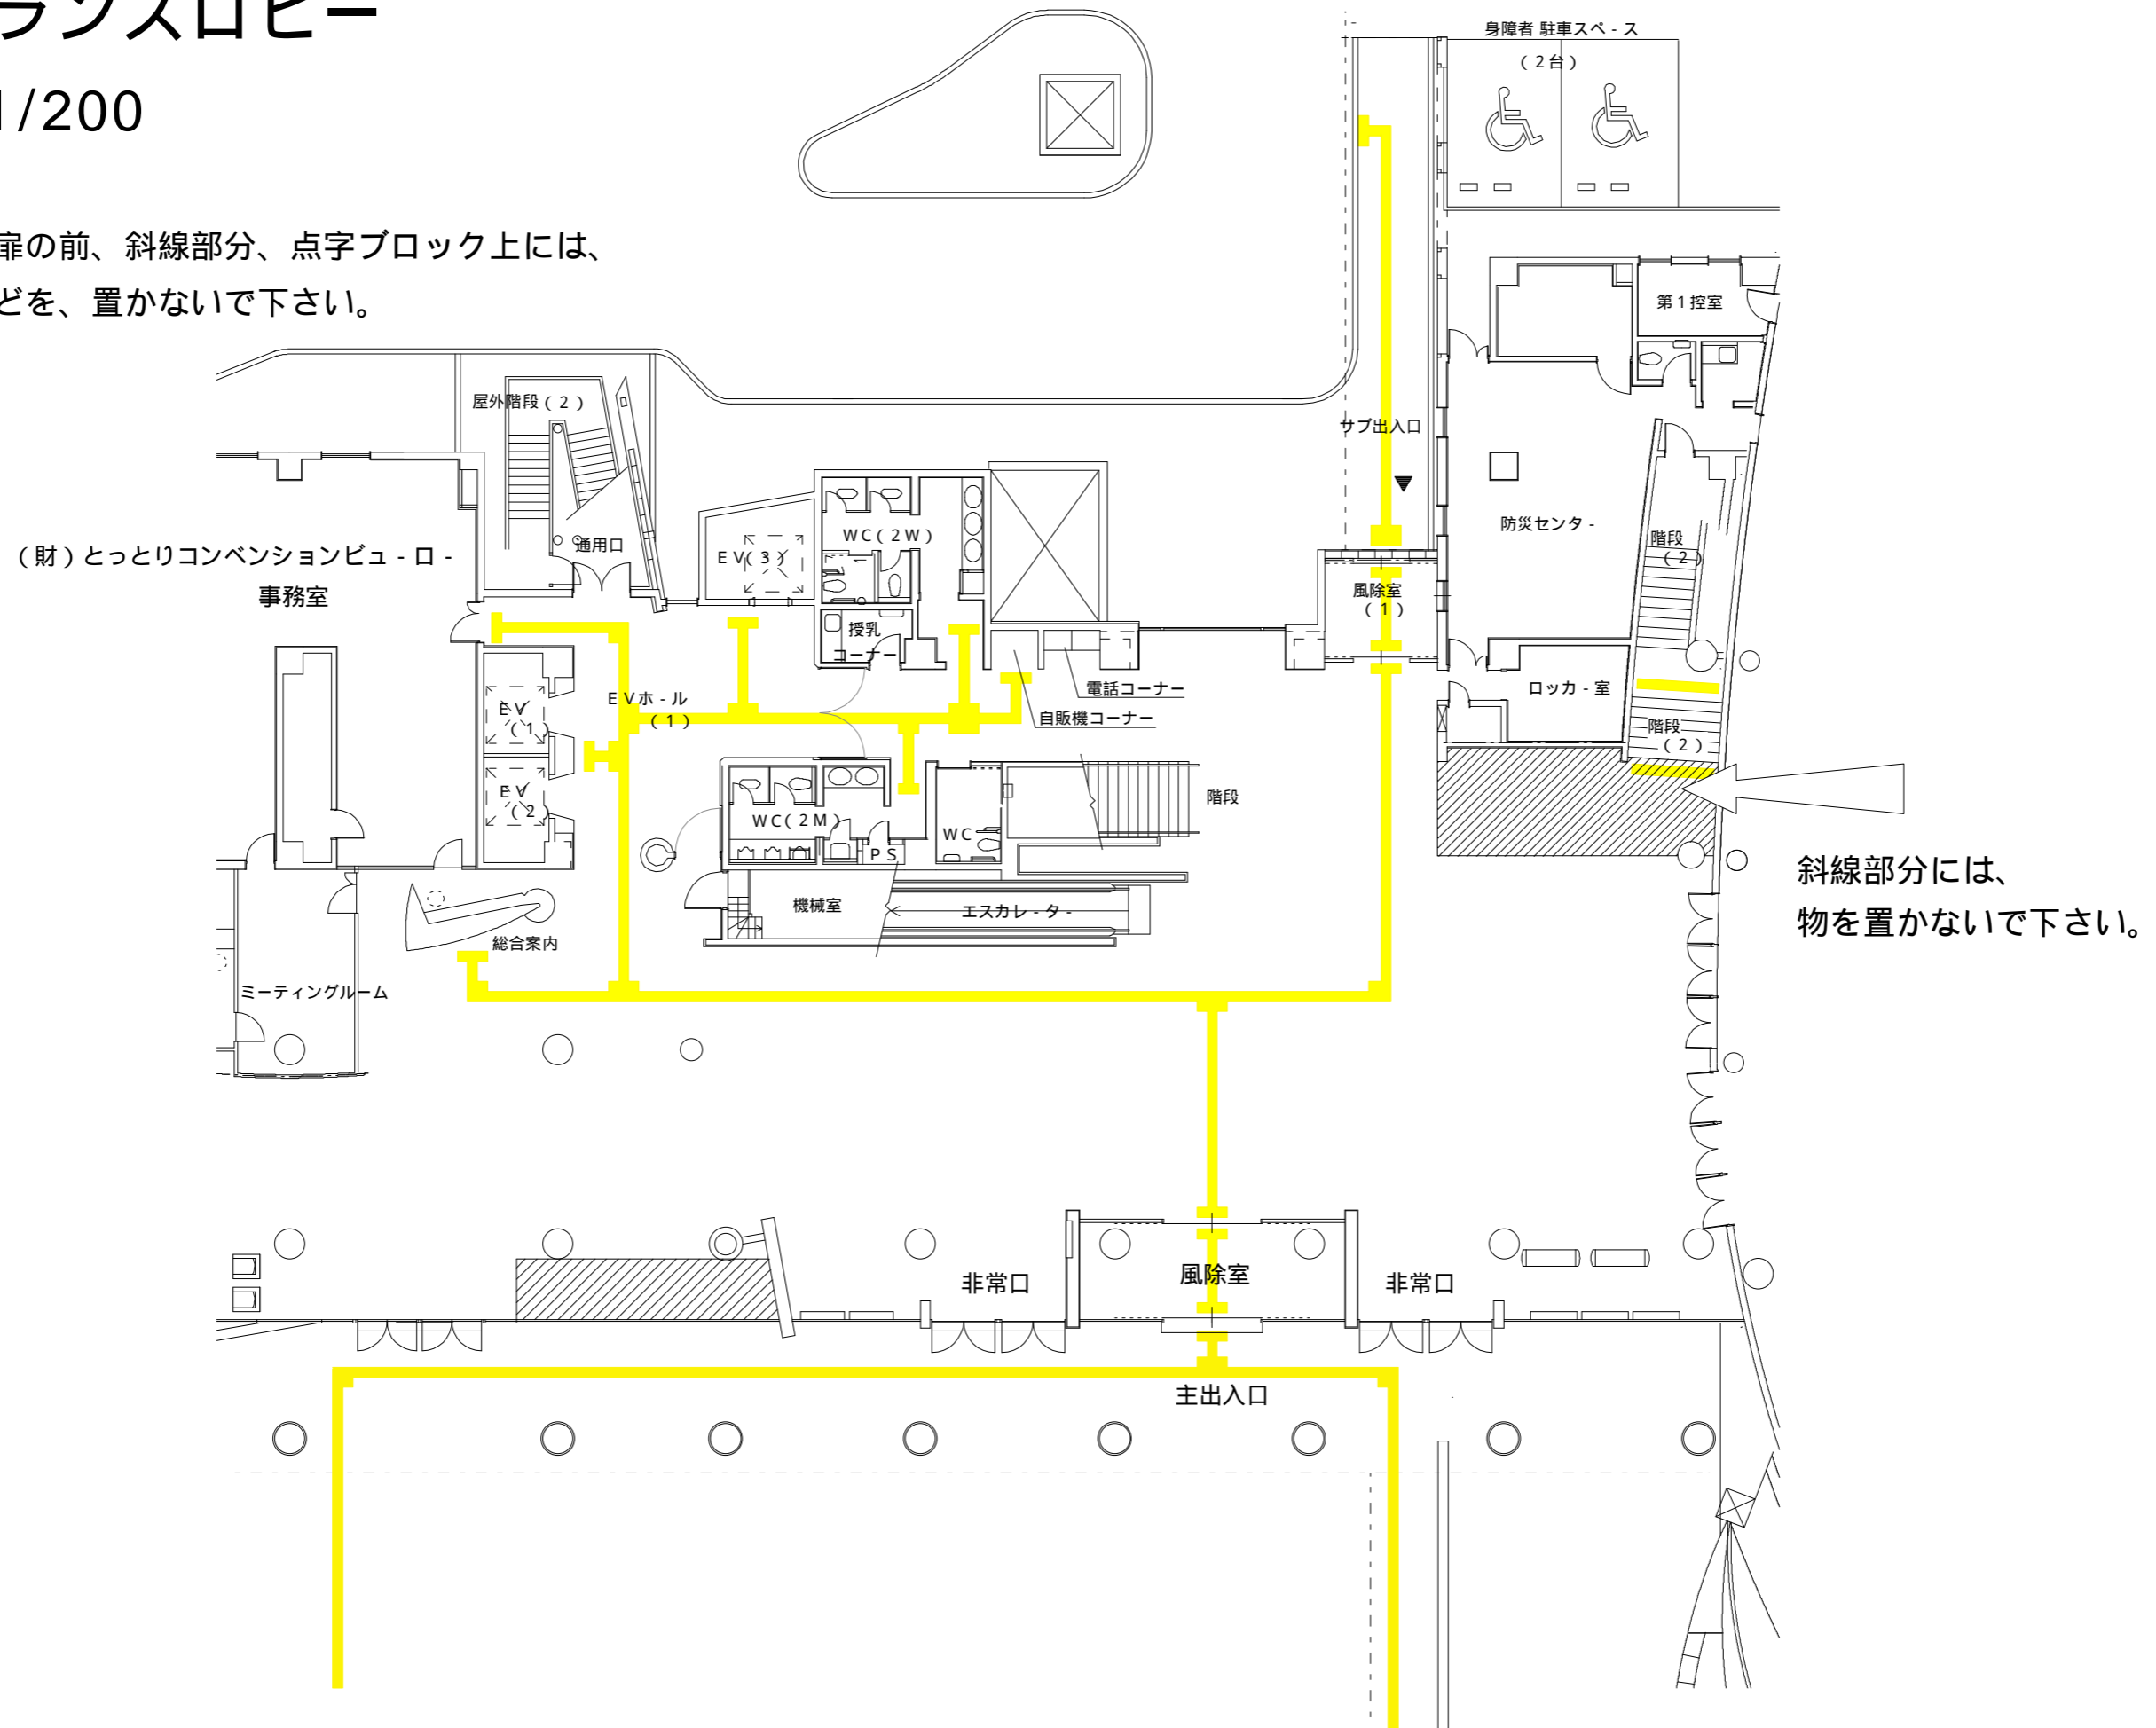 ランスロビー
1/200
扉の前、斜線部分、点字ブロック上には、
どを、置かないで下さい。
身障者 駐車スペ-ス
(2台)
第1控室
屋外階段(2)
サブ出入口
通用口
EV(3)
WC(2W)
防災センタ-
階段
(2)
(財)とっとりコンベンションビュ-ロ-
事務室
風除室
(1)
授乳
コーナー
EVホ-ル
(1)
電話コーナー
自販機コーナー
ロッカ-室
EV
(1)
階段
(2)
EV
(2)
WC(2M)
PS
WC
階段
斜線部分には、
物を置かないで下さい。
機械室
エスカレ-タ-
総合案内
ミーティングルーム
非常口
風除室
非常口
主出入口